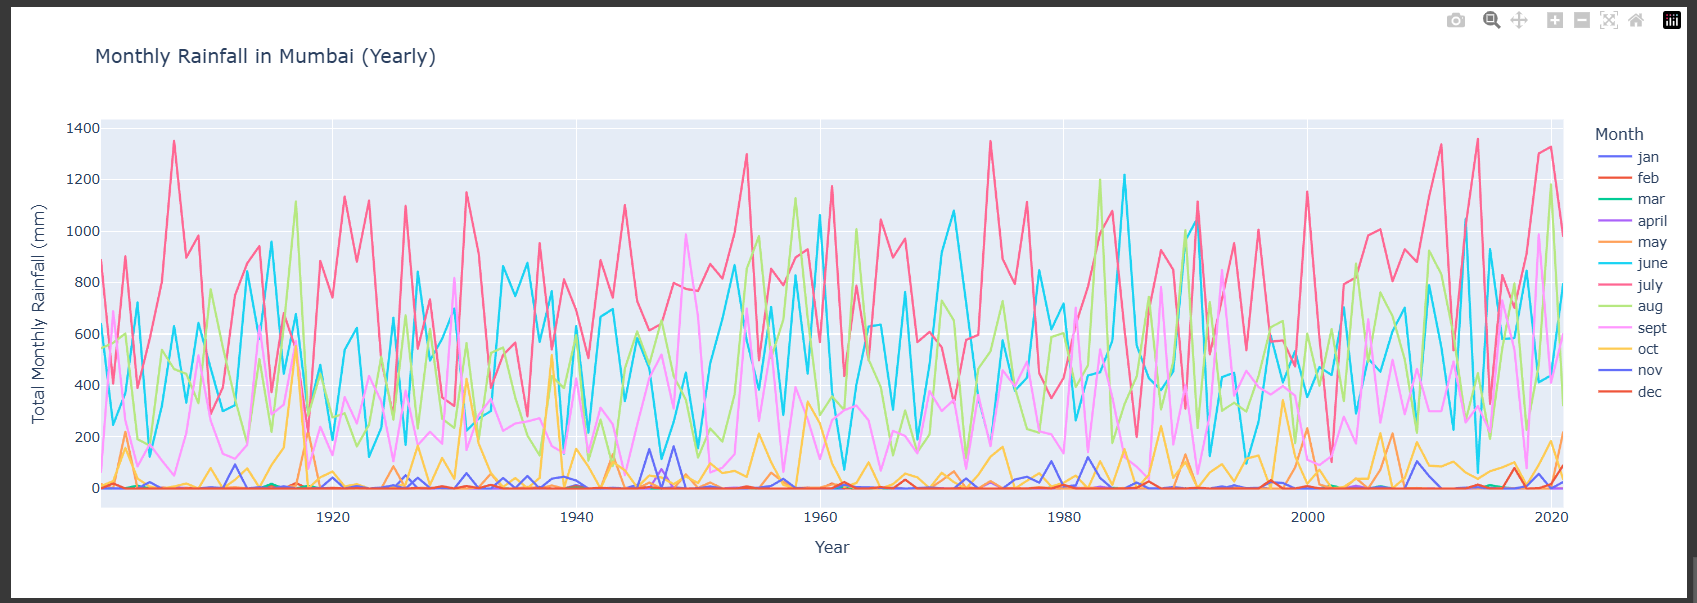 Monthly Rainfall in Mumbai (Yearly)
Total Monthly Rainfall (mm)
1400
1200
1000
800
600
400
200
0
1920
1940
1960
1980
2000
2020
Year
Month
jan
feb
mar
april
may
june
july
aug
sept
oct
nov
dec